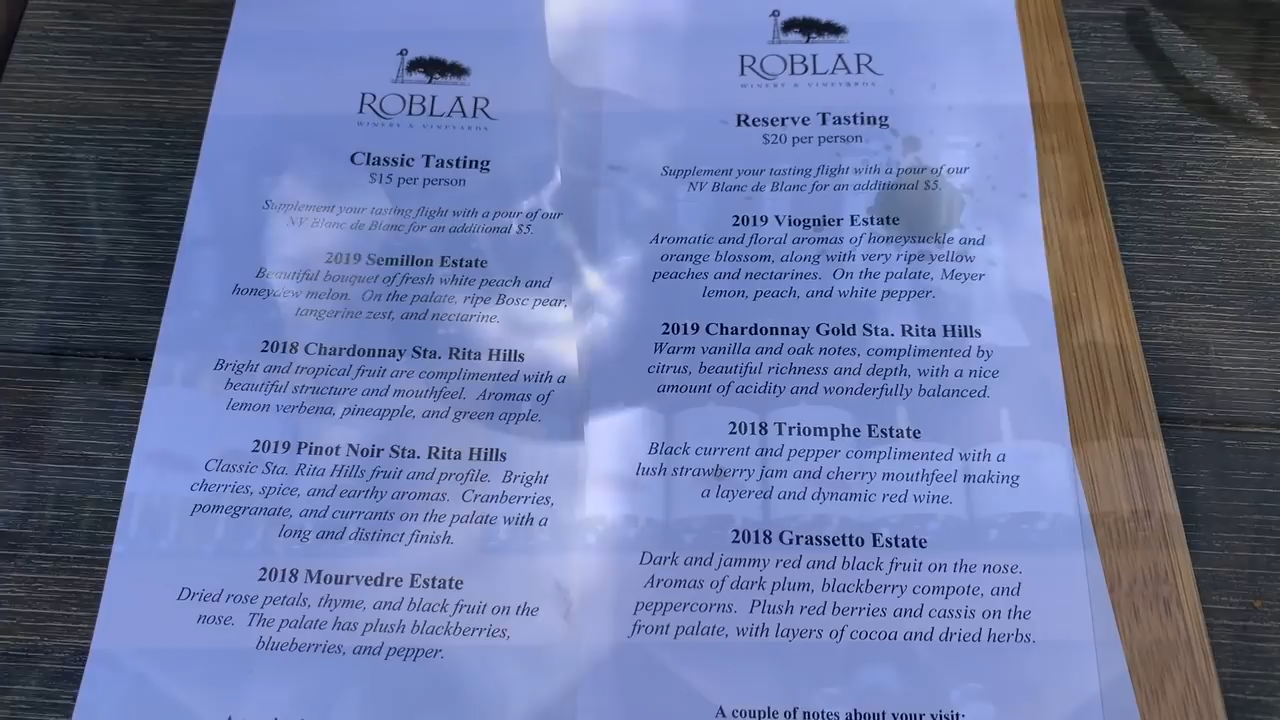 ROBLAR
WINERY & VINEYARDS
Classic Tasting
$15 per person
Supplement your tasting flight with a pour of our
NV Blanc de Blanc for an additional $5.
2019 Semillon Estate
Beautiful bouquet of fresh white peach and
honeydew melon. On the palate, ripe Bosc pear,
tangerine zest, and nectarine.
2018 Chardonnay Sta. Rita Hills
Bright and tropical fruit are complimented with a
beautiful structure and mouthfeel. Aromas of
lemon verbena, pineapple, and green apple.
2019 Pinot Noir Sta. Rita Hills
Classic Sta. Rita Hills fruit and profile. Bright
cherries, spice, and earthy aromas. Cranberries,
pomegranate, and currants on the palate with a
long and distinct finish.
2018 Mourvedre Estate
Dried rose petals, thyme, and black fruit on the
nose. The palate has plush blackberries,
blueberries, and pepper.
ROBLAR
WINERY & VINEYARDS
Reserve Tasting
$20 per person
Supplement your tasting flight with a pour of our
NV Blanc de Blanc for an additional $5.
2019 Viognier Estate
Aromatic and floral aromas of honeysuckle and
orange blossom, along with very ripe yellow
peaches and nectarines. On the palate, Meyer
lemon, peach, and white pepper.
2019 Chardonnay Gold Sta. Rita Hills
Warm vanilla and oak notes, complimented by
citrus, beautiful richness and depth, with a nice
amount of acidity and wonderfully balanced.
2018 Triomphe Estate
Black current and pepper complimented with a
lush strawberry jam and cherry mouthfeel making
a layered and dynamic red wine.
2018 Grassetto Estate
Dark and jammy red and black fruit on the nose.
Aromas of dark plum, blackberry compote, and
peppercorns. Plush red berries and cassis on the
front palate, with layers of cocoa and dried herbs.
A couple of notes about your visit: